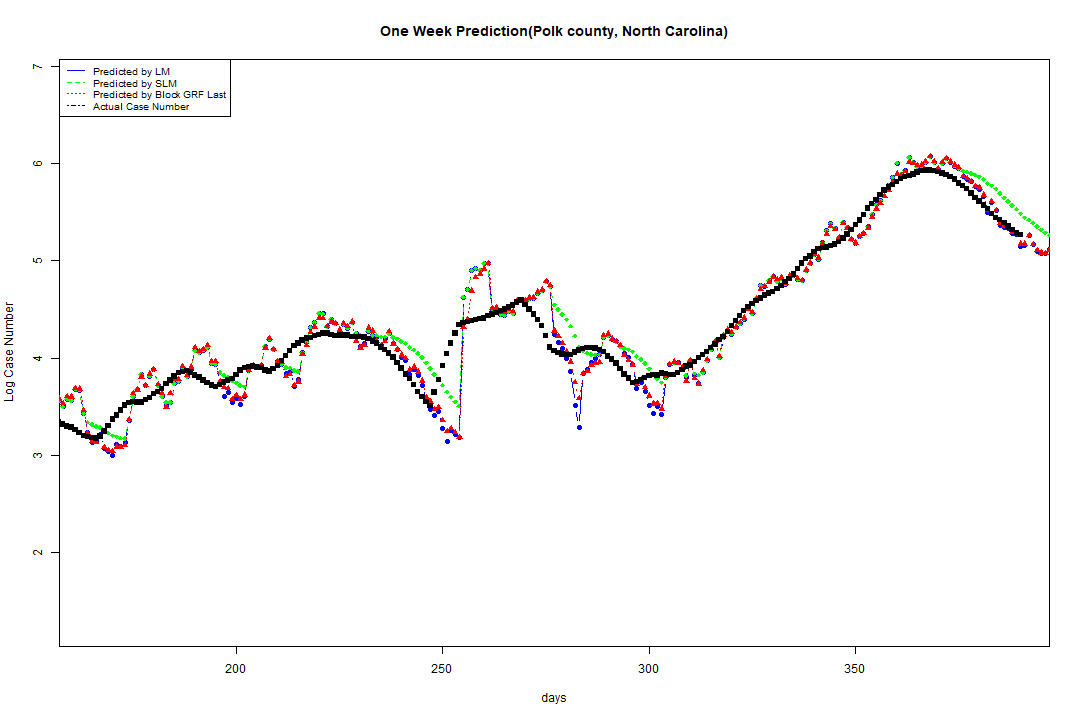 One Week Prediction(Polk county, North Carolina)
Predicted by LM
Predicted by SLM
Predicted by Block GRF Last
Actual Case Number
7
6
5
4
3
2
Log Case Number
200 250 300 350
days